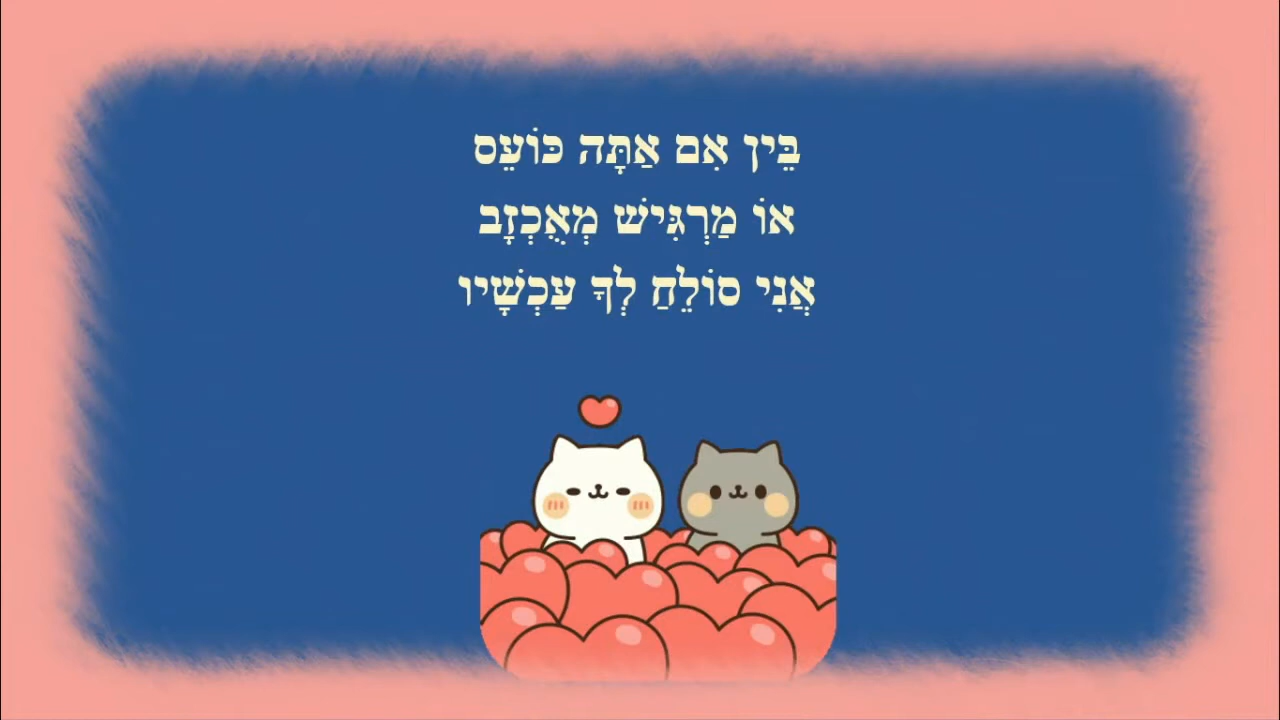 בֵּין אִם אַתָּה כּוֹעֵס
אוֹ מַרְגִּישׁ מְאֻכְזָב
אֲנִי סוֹלֵחַ לְךָ עַכְשָׁיו